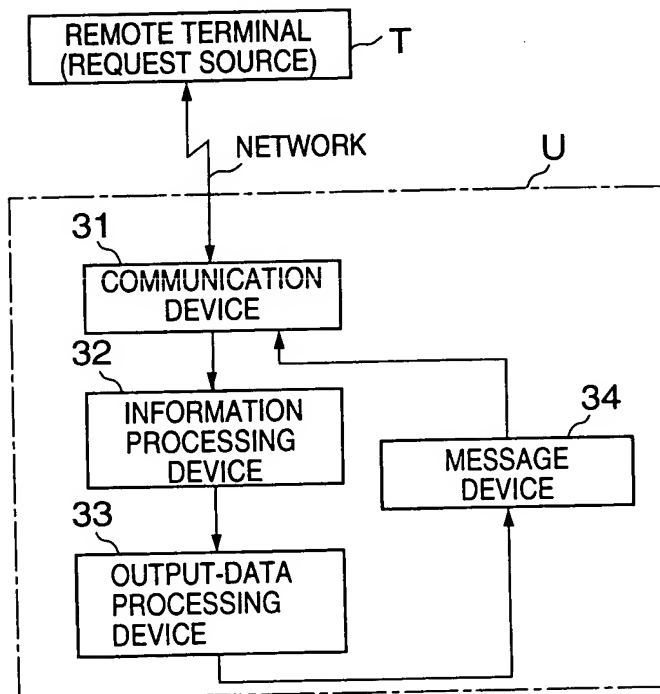 REMOTE TERMINAL
(REQUEST SOURCE)
T
NETWORK
U
31
COMMUNICATION
DEVICE
32
INFORMATION
PROCESSING
DEVICE
34
MESSAGE
DEVICE
33
OUTPUT-DATA
PROCESSING
DEVICE